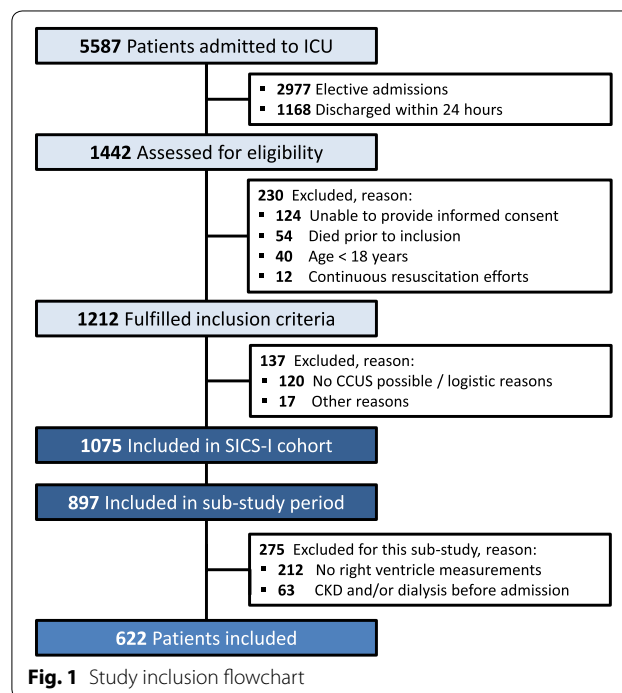 5587 Patients admitted to ICU
▪ 2977 Elective admissions
▪ 1168 Discharged within 24 hours
1442 Assessed for eligibility
230 Excluded, reason:
▪ 124 Unable to provide informed consent
▪ 54 Died prior to inclusion
▪ 40 Age < 18 years
▪ 12 Continuous resuscitation efforts
1212 Fulfilled inclusion criteria
137 Excluded, reason:
▪ 120 No CCUS possible / logistic reasons
▪ 17 Other reasons
1075 Included in SICS-I cohort
897 Included in sub-study period
275 Excluded for this sub-study, reason:
▪ 212 No right ventricle measurements
▪ 63 CKD and/or dialysis before admission
622 Patients included
Fig. 1 Study inclusion flowchart